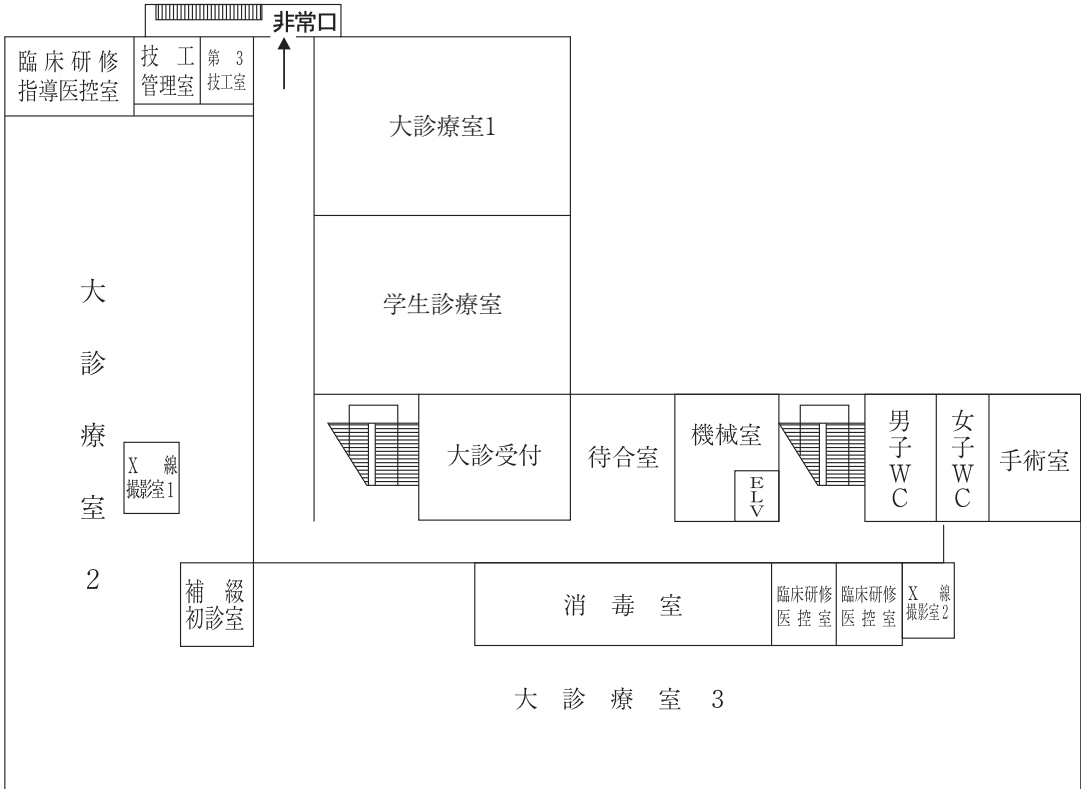 非常口
臨床研修
指導医控室
技工
管理室
第3
技工室
大診療室1
学生診療室
大診療室2
X線
撮影室1
大診受付
待合室
機械室
ELV
男子WC
女子WC
手術室
補綴
初診室
消毒室
臨床研修
医控室
臨床研修
医控室
X線
撮影室2
大診療室3